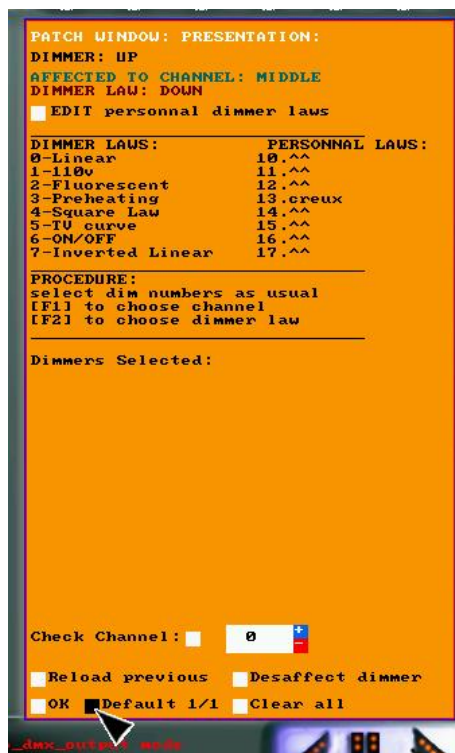 PATCH WINDOW: PRESENTATION:
DIMMER: UP
AFFECTED TO CHANNEL: MIDDLE
DIMMER LAW: DOWN
EDIT personnal dimmer laws
DIMMER LAWS: PERSONNAL LAWS:
0-Linear 10.^^
1-110v 11.^^
2-Fluorescent 12.^^
3-Preheating 13.creux
4-Square Law 14.^^
5-TV curve 15.^^
6-ON/OFF 16.^^
7-Inverted Linear 17.^^
PROCEDURE:
select dim numbers as usual
[F1] to choose channel
[F2] to choose dimmer law
Dimmers Selected:
Check Channel: 0 + -
Reload previous Desaffect dimmer
OK Default 1/1 Clear all
_dmx_output mode